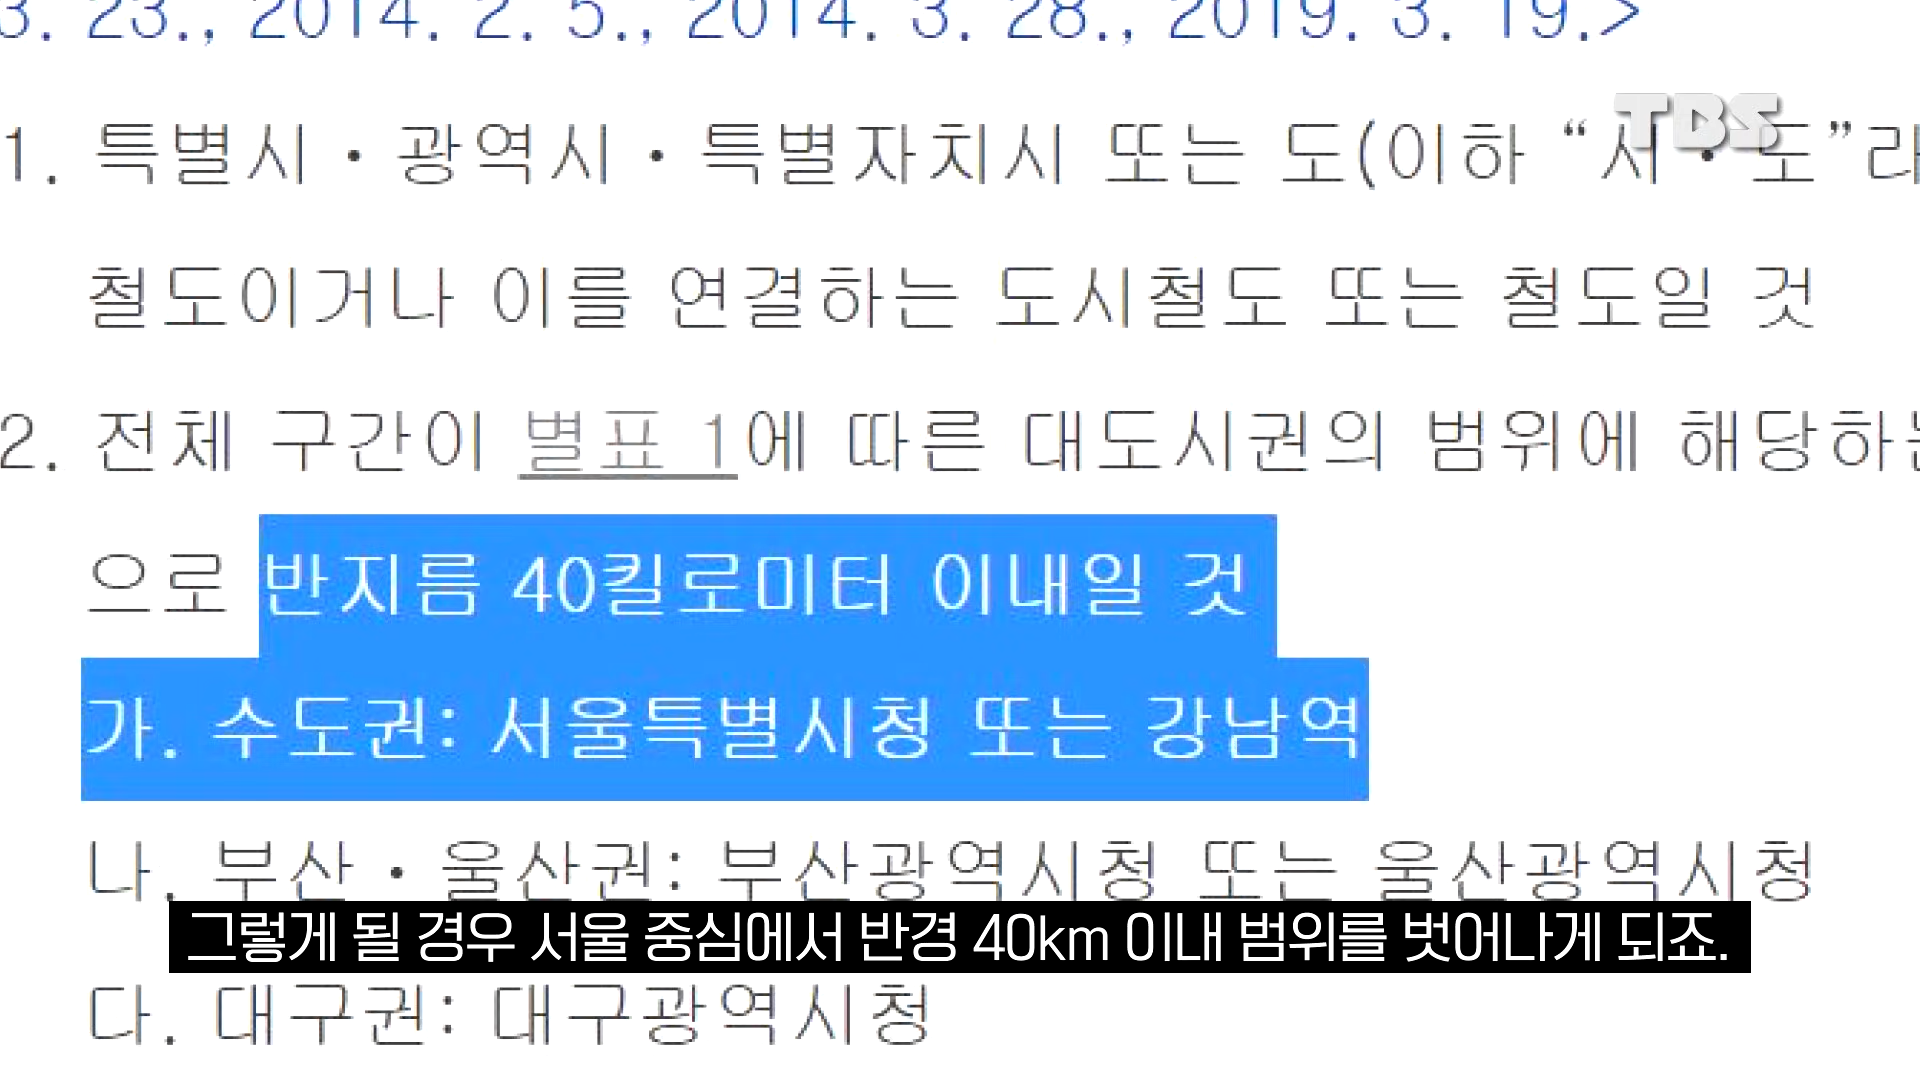 3. 23., 2014. 2. 5., 2014. 3. 28., 2019. 3. 19.>
TBS
1. 특별시・광역시・특별자치시 또는 도(이하 “시・도”라
철도이거나 이를 연결하는 도시철도 또는 철도일 것
2. 전체 구간이 별표 1에 따른 대도시권의 범위에 해당하는
으로 반지름 40킬로미터 이내일 것
가. 수도권: 서울특별시청 또는 강남역
나. 부산・울산권: 부산광역시청 또는 울산광역시청
그렇게 될 경우 서울 중심에서 반경 40km 이내 범위를 벗어나게 되죠.
다. 대구권: 대구광역시청